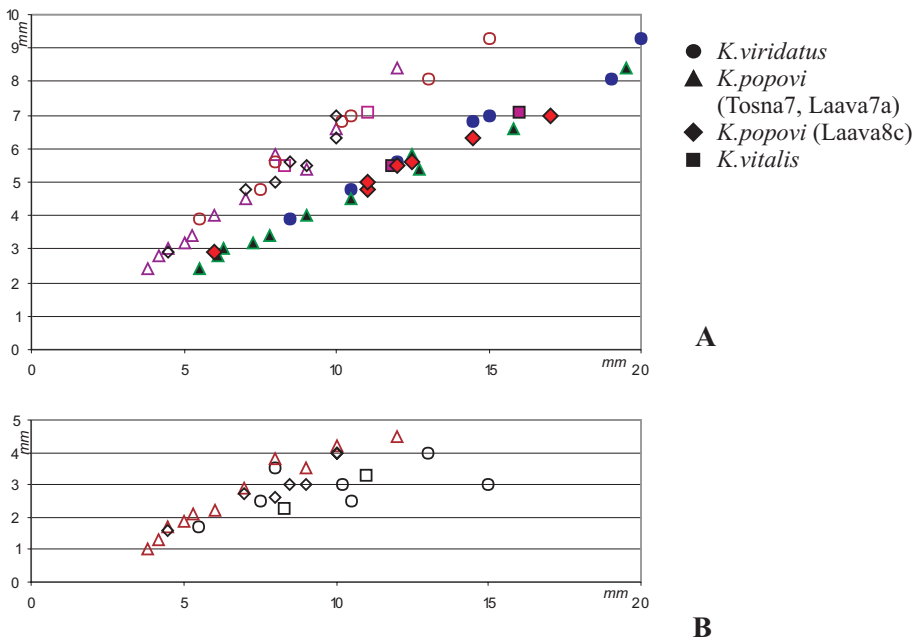 mm
10
9
8
7
6
5
4
3
2
1
0
0 5 10 15 20
mm
A
K.viridatus
K.popovi
(Tosna7, Laava7a)
K.popovi (Laava8c)
K.vitalis
mm
5
4
3
2
1
0
0 5 10 15 20
mm
B